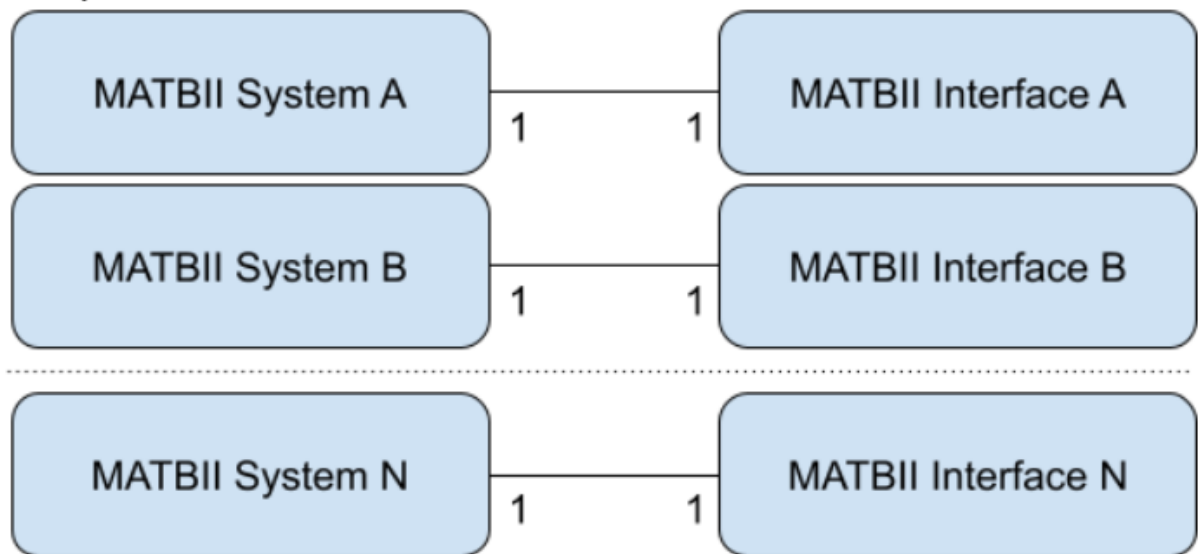 MATBII System A
MATBII Interface A
1 1
MATBII System B
MATBII Interface B
1 1
MATBII System N
MATBII Interface N
1 1